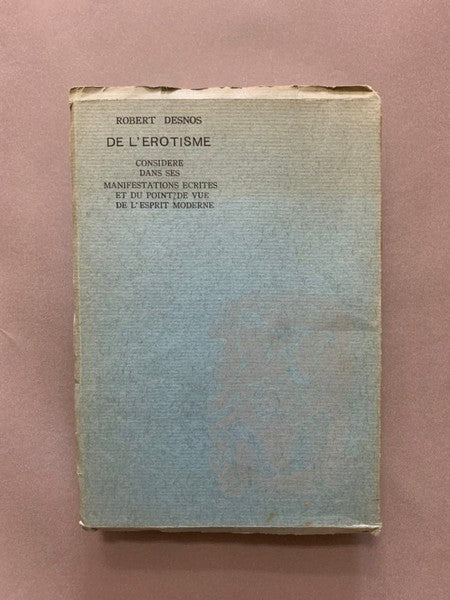 ROBERT DESNOS
DE L'EROTISME
CONSIDERE
DANS SES
MANIFESTATIONS ECRITES
ET DU POINT?DE VUE
DE L'ESPRIT MODERNE